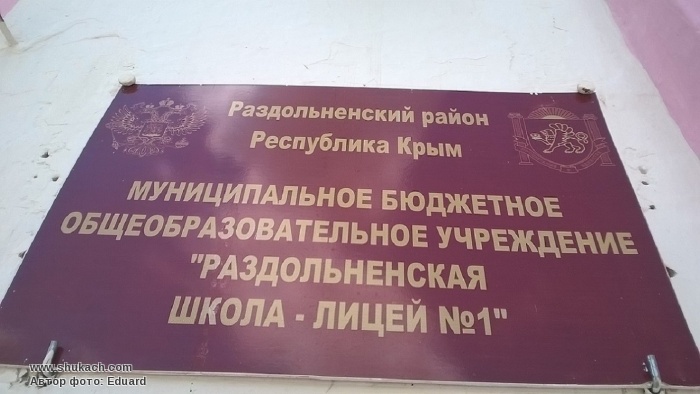 Раздольненский район
Республика Крым
МУНИЦИПАЛЬНОЕ БЮДЖЕТНОЕ
ОБЩЕОБРАЗОВАТЕЛЬНОЕ УЧРЕЖДЕНИЕ
"РАЗДОЛЬНЕНСКАЯ
ШКОЛА - ЛИЦЕЙ №1"
www.shukach.com
Автор фото: Eduard